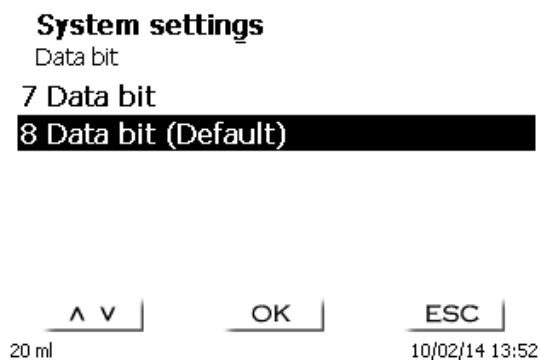 System settings
Data bit
7 Data bit
8 Data bit (Default)
∧ ∨ OK ESC
20 ml 10/02/14 13:52